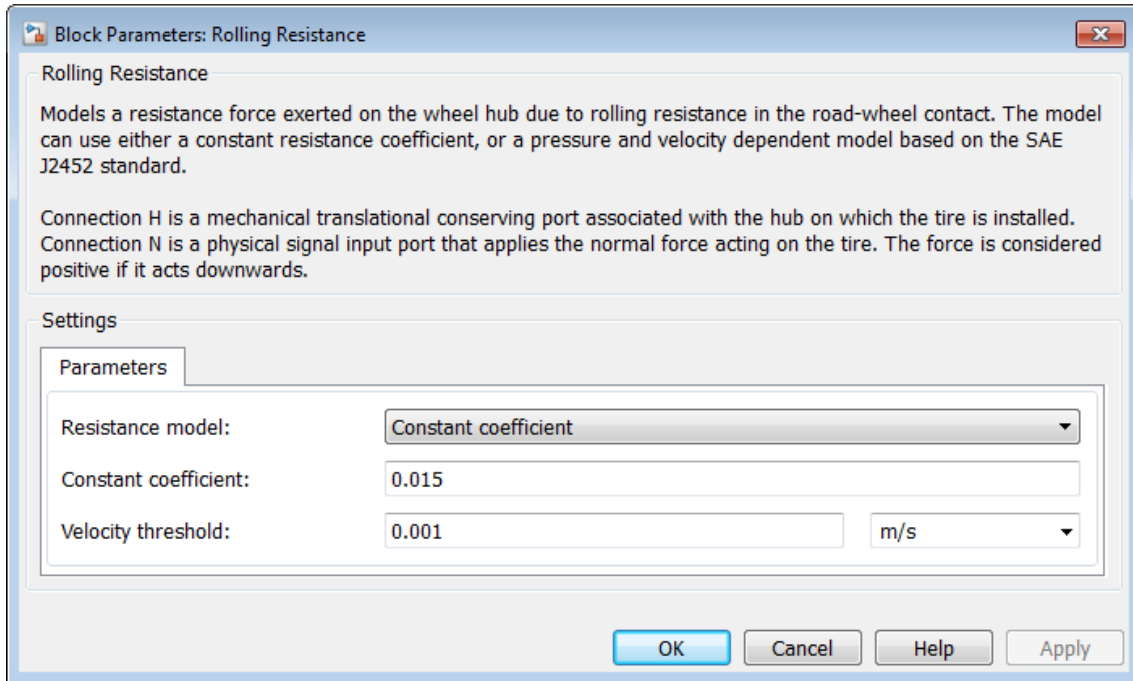 Block Parameters: Rolling Resistance
Rolling Resistance
Models a resistance force exerted on the wheel hub due to rolling resistance in the road-wheel contact. The model
can use either a constant resistance coefficient, or a pressure and velocity dependent model based on the SAE
J2452 standard.
Connection H is a mechanical translational conserving port associated with the hub on which the tire is installed.
Connection N is a physical signal input port that applies the normal force acting on the tire. The force is considered
positive if it acts downwards.
Settings
Parameters
Resistance model: Constant coefficient
Constant coefficient: 0.015
Velocity threshold: 0.001 m/s
OK Cancel Help Apply